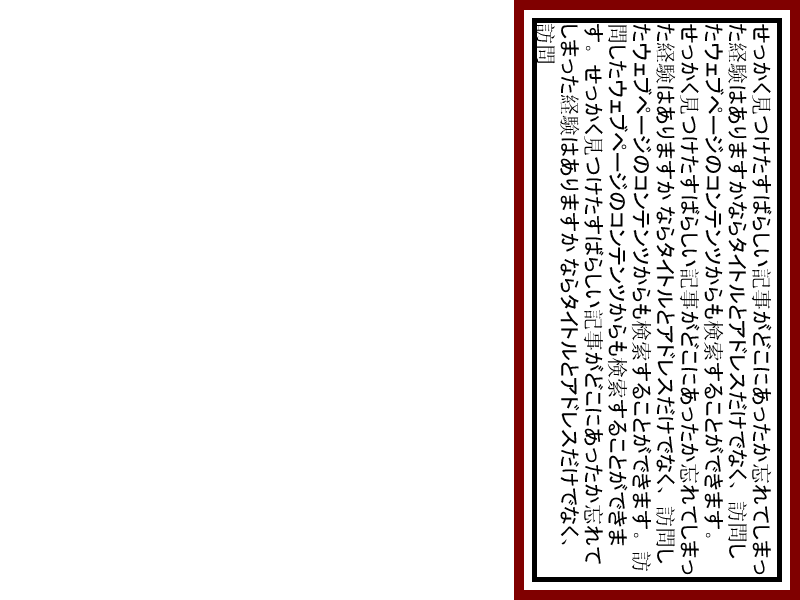 せっかく見つけたすばらしい記事がどこにあったか忘れてしまっ
た経験はありますかならタイトルとアドレスだけでなく、訪問し
たウェブページのコンテンツからも検索することができます。
せっかく見つけたすばらしい記事がどこにあったか忘れてしまっ
た経験はありますか ならタイトルとアドレスだけでなく、訪問し
たウェブページのコンテンツからも検索することができます。訪
問したウェブページのコンテンツからも検索することができま
す。せっかく見つけたすばらしい記事がどこにあったか忘れて
しまった経験はありますか ならタイトルとアドレスだけでなく、
訪問